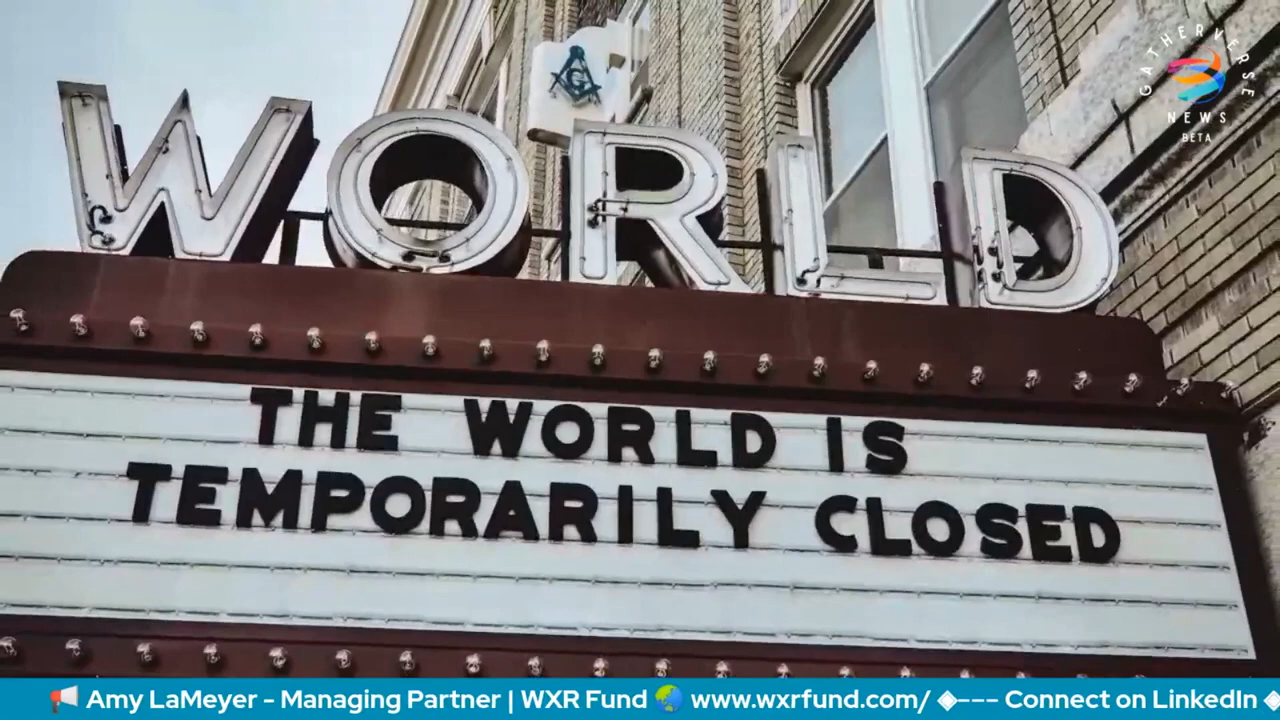 GATHERVERSE
NEWS
BETA
G
WORLD
THE WORLD IS
TEMPORARILY CLOSED
📢 Amy LaMeyer - Managing Partner | WXR Fund 🌏 www.wxrfund.com/ ◈--- Connect on LinkedIn ◈